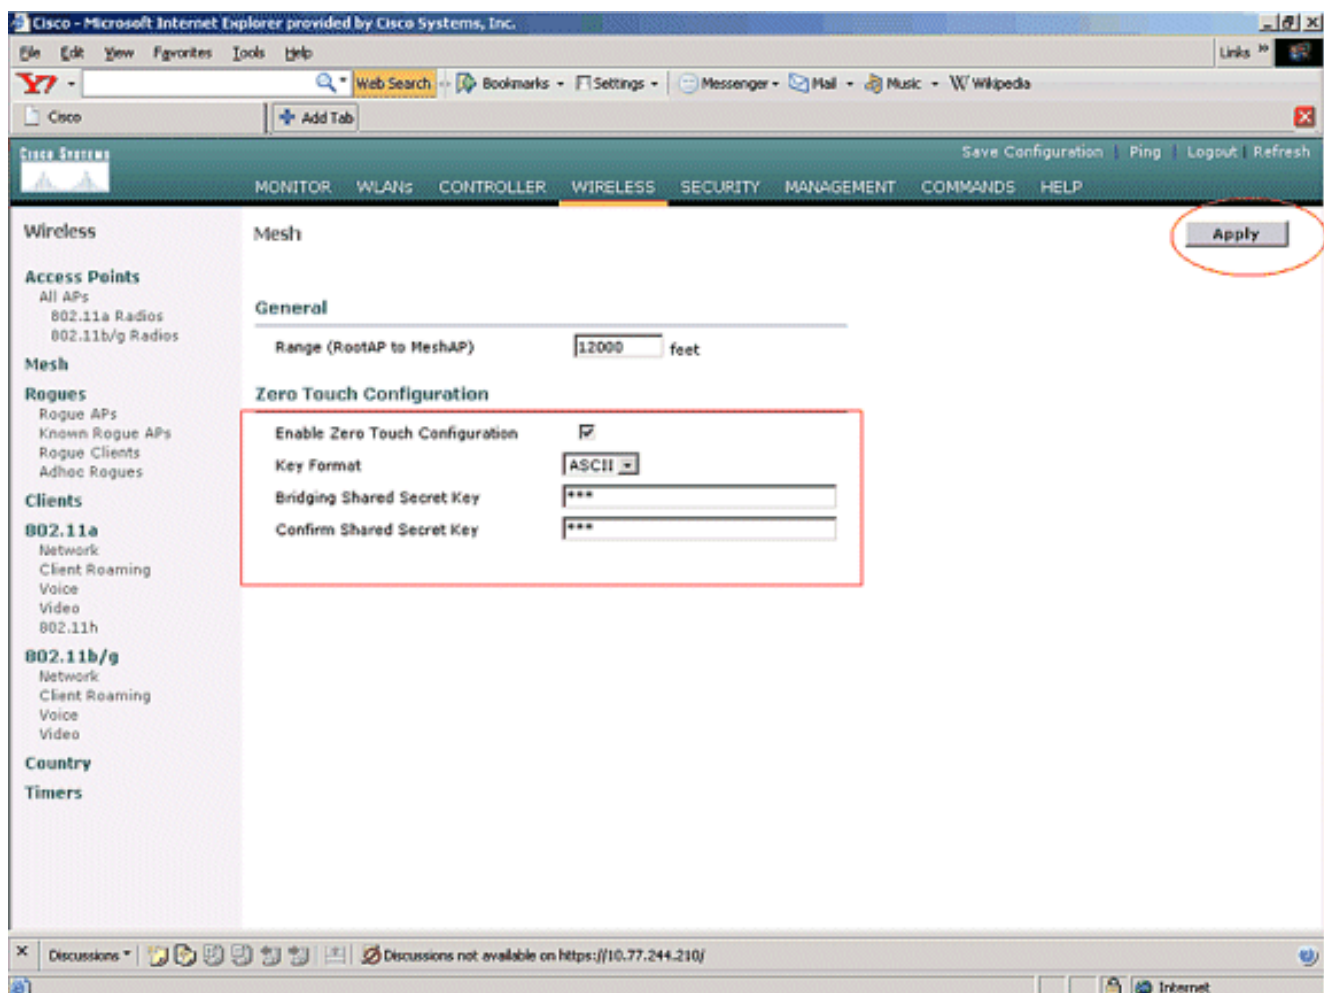 Cisco - Microsoft Internet Explorer provided by Cisco Systems, Inc.
File Edit View Favorites Tools Help Links »
Y7 - Web Search Bookmarks Settings Messenger Mail Music W Wikipedia
Cisco Add Tab
Cisco Systems
Save Configuration | Ping | Logout | Refresh
MONITOR WLANs CONTROLLER WIRELESS SECURITY MANAGEMENT COMMANDS HELP
Wireless
Access Points
All APs
802.11a Radios
802.11b/g Radios
Mesh
Rogues
Rogue APs
Known Rogue APs
Rogue Clients
Adhoc Rogues
Clients
802.11a
Network
Client Roaming
Voice
Video
802.11h
802.11b/g
Network
Client Roaming
Voice
Video
Country
Timers
Mesh
Apply
General
Range (RootAP to MeshAP) 12000 feet
Zero Touch Configuration
Enable Zero Touch Configuration
Key Format ASCII
Bridging Shared Secret Key ***
Confirm Shared Secret Key ***
Discussions Discussions not available on https://10.77.244.210/
Internet